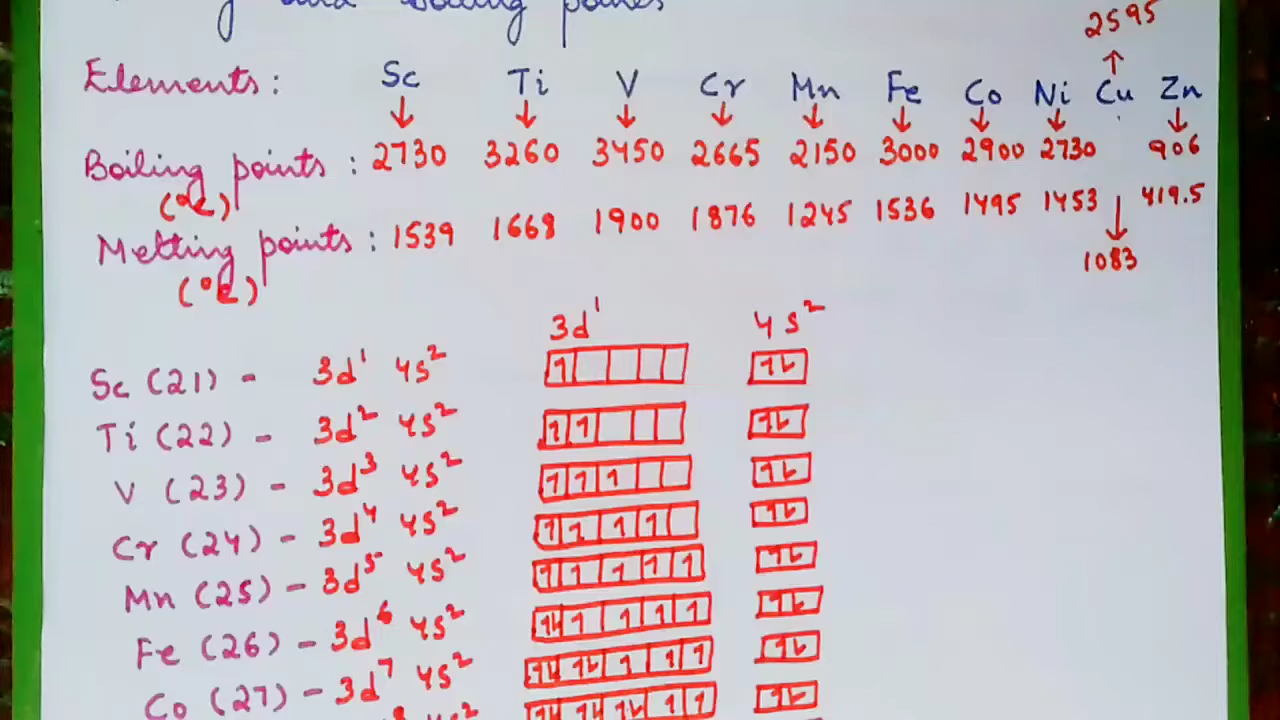 and boiling points
2595
Elements: Sc Ti V Cr Mn Fe Co Ni Cu Zn
Boiling points: 2730 3260 3450 2665 2150 3000 2900 2730 906
(°C)
Melting points: 1539 1668 1900 1876 1245 1536 1495 1453 419.5
(°C)
1083
3d¹ 4s²
Sc (21) - 3d¹ 4s²
Ti (22) - 3d² 4s²
V (23) - 3d³ 4s²
Cr (24) - 3d⁴ 4s²
Mn (25) - 3d⁵ 4s²
Fe (26) - 3d⁶ 4s²
Co (27) - 3d⁷ 4s²